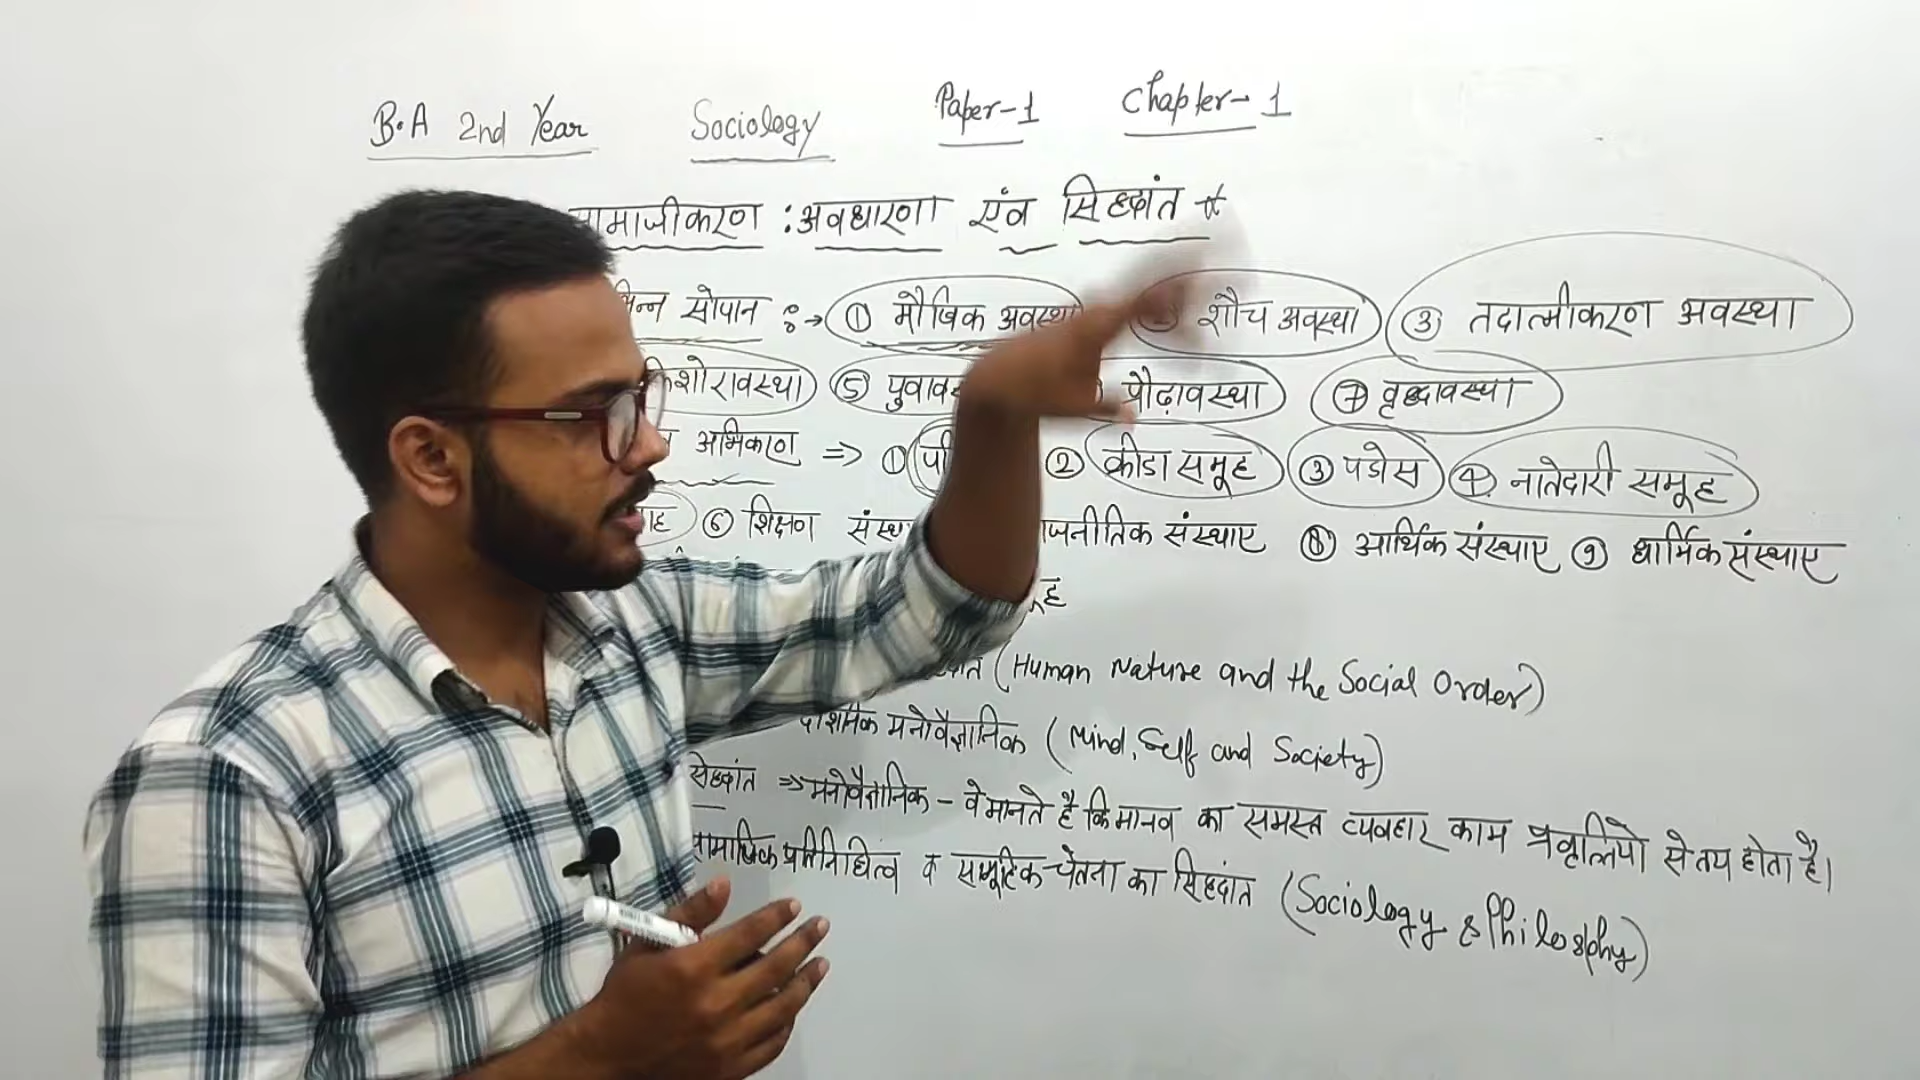 B.A 2nd Year Sociology Paper-1 Chapter-1
सामाजीकरण : अवधारणा एंव सिद्धांत *
सोपान :→ ① मौखिक अवस्था ② शौच अवस्था ③ तदात्मीकरण अवस्था
किशोरावस्था ⑤ पौढ़ावस्था ⑦ वृद्धावस्था
अभिकरण => ① ② क्रीडा समूह ③ पडोस ④ नातेदारी समूह
⑥ शिक्षण राजनीतिक संस्थाए ⑧ आर्थिक संस्थाए ⑨ धार्मिक संस्थाए
(Human Nature and the Social Order)
मनोवैज्ञानिक (Mind, Self and Society)
सिद्धांत => मनोवैज्ञानिक - वे मानते है कि मानव का समस्त व्यवहार काम प्रवृतियो से तय होता है।
सामाजिक प्रतिनिधित्व व सामूहिक-चेतना का सिद्धांत (Sociology & Philosophy)